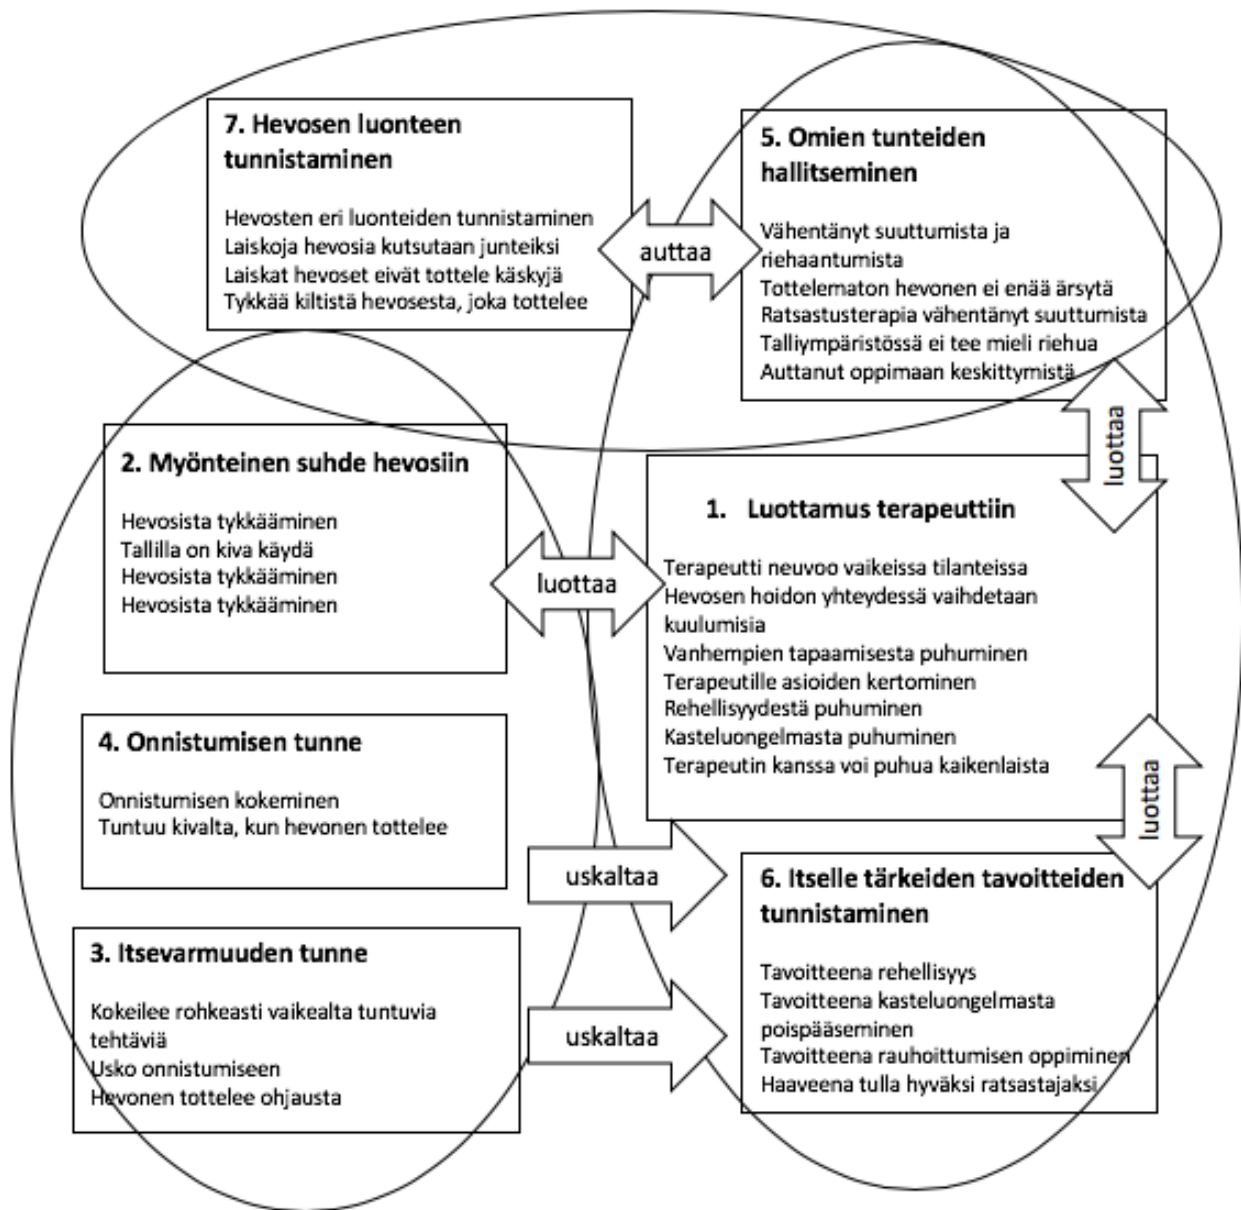 7. Hevosen luonteen
tunnistaminen
Hevosten eri luonteiden tunnistaminen
Laiskoja hevosia kutsutaan junteiksi
Laiskat hevoset eivät tottele käskyjä
Tykkää kiltistä hevosesta, joka tottelee
auttaa
5. Omien tunteiden
hallitseminen
Vähentänyt suuttumista ja
riehaantumista
Tottelematon hevonen ei enää ärsytä
Ratsastusterapia vähentänyt suuttumista
Talliympäristössä ei tee mieli riehua
Auttanut oppimaan keskittymistä
luottaa
2. Myönteinen suhde hevosiin
Hevosista tykkääminen
Tallilla on kiva käydä
Hevosista tykkääminen
Hevosista tykkääminen
luottaa
1. Luottamus terapeuttiin
Terapeutti neuvoo vaikeissa tilanteissa
Hevosen hoidon yhteydessä vaihdetaan
kuulumisia
Vanhempien tapaamisesta puhuminen
Terapeutille asioiden kertominen
Rehellisyydestä puhuminen
Kasteluongelmasta puhuminen
Terapeutin kanssa voi puhua kaikenlaista
luottaa
4. Onnistumisen tunne
Onnistumisen kokeminen
Tuntuu kivalta, kun hevonen tottelee
uskaltaa
3. Itsevarmuuden tunne
Kokeilee rohkeasti vaikealta tuntuvia
tehtäviä
Usko onnistumiseen
Hevonen tottelee ohjausta
uskaltaa
6. Itselle tärkeiden tavoitteiden
tunnistaminen
Tavoitteena rehellisyys
Tavoitteena kasteluongelmasta
poispääseminen
Tavoitteena rauhoittumisen oppiminen
Haaveena tulla hyväksi ratsastajaksi